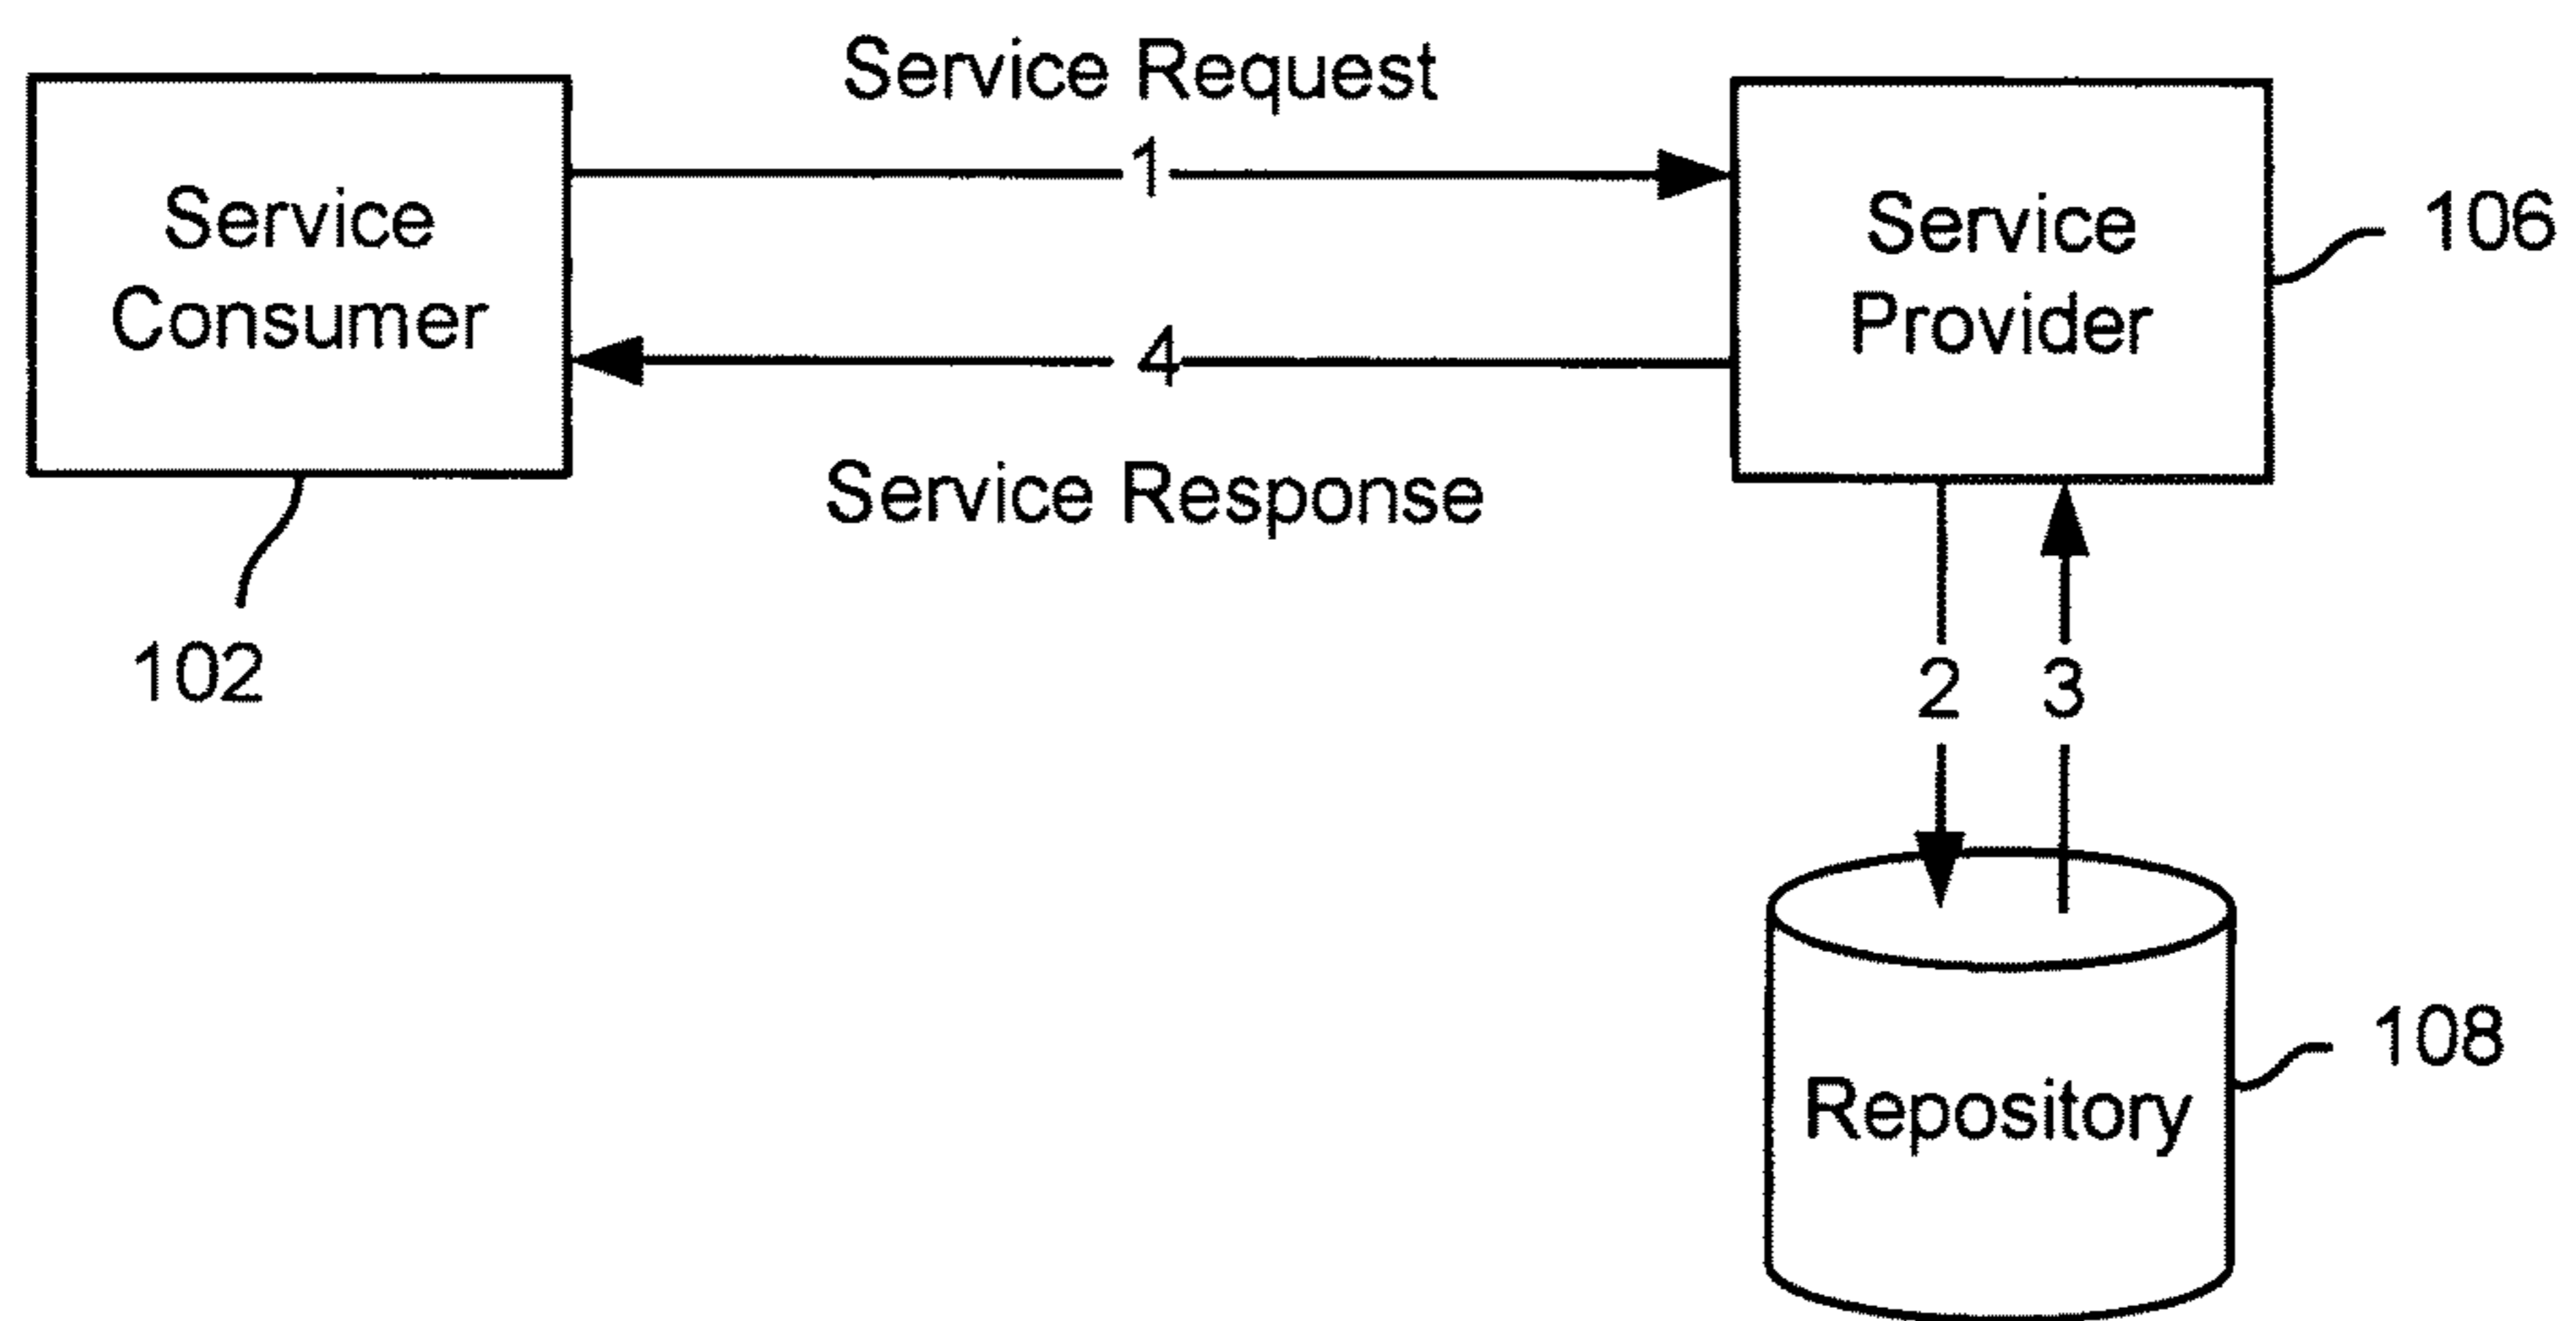 Service Request
1
Service
Consumer
Service
Provider
106
4
Service Response
102
2
3
108
Repository